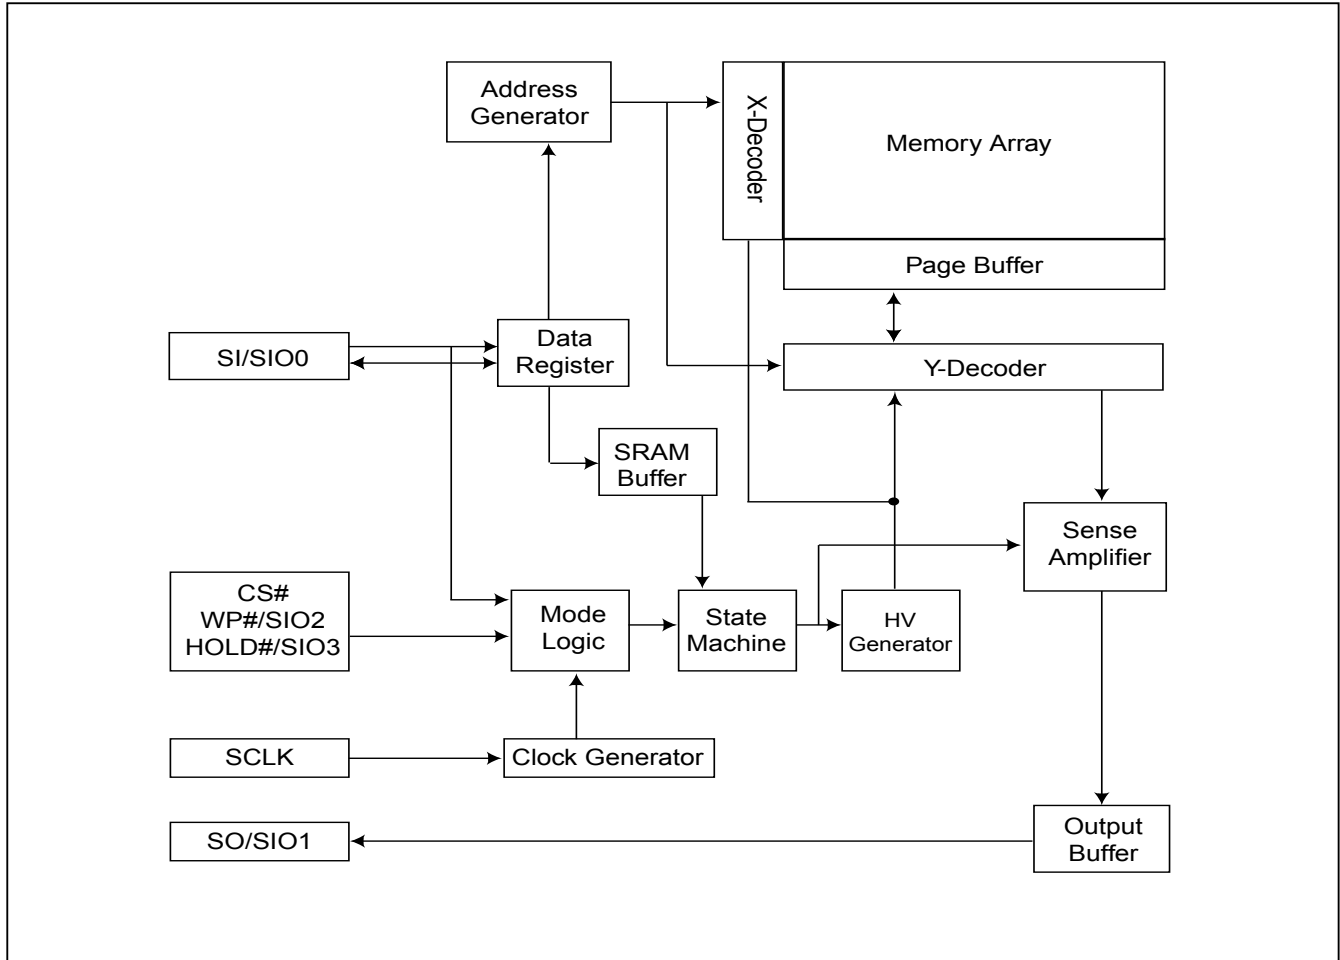 Address
Generator
X-Decoder
Memory Array
Page Buffer
SI/SIO0
Data
Register
Y-Decoder
SRAM
Buffer
Sense
Amplifier
CS#
WP#/SIO2
HOLD#/SIO3
Mode
Logic
State
Machine
HV
Generator
SCLK
Clock Generator
SO/SIO1
Output
Buffer